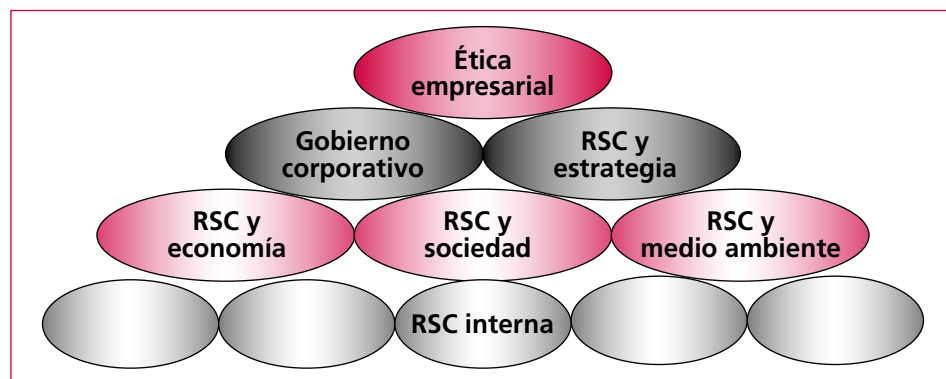 Ética
empresarial
Gobierno
corporativo
RSC y
estrategia
RSC y
economía
RSC y
sociedad
RSC y
medio ambiente
RSC interna